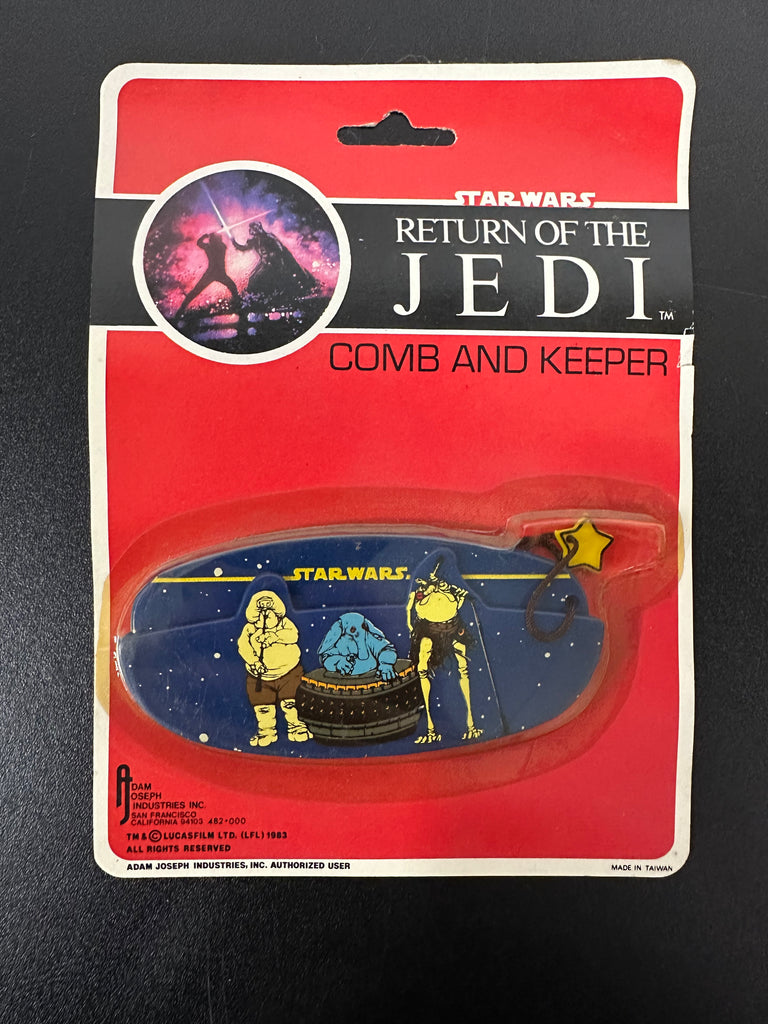 STAR WARS
RETURN OF THE
JEDI TM
COMB AND KEEPER
STAR WARS
ADAM
JOSEPH
INDUSTRIES INC.
SAN FRANCISCO
CALIFORNIA 94103 482-000
TM & © LUCASFILM LTD. (LFL) 1983
ALL RIGHTS RESERVED
ADAM JOSEPH INDUSTRIES, INC. AUTHORIZED USER
MADE IN TAIWAN